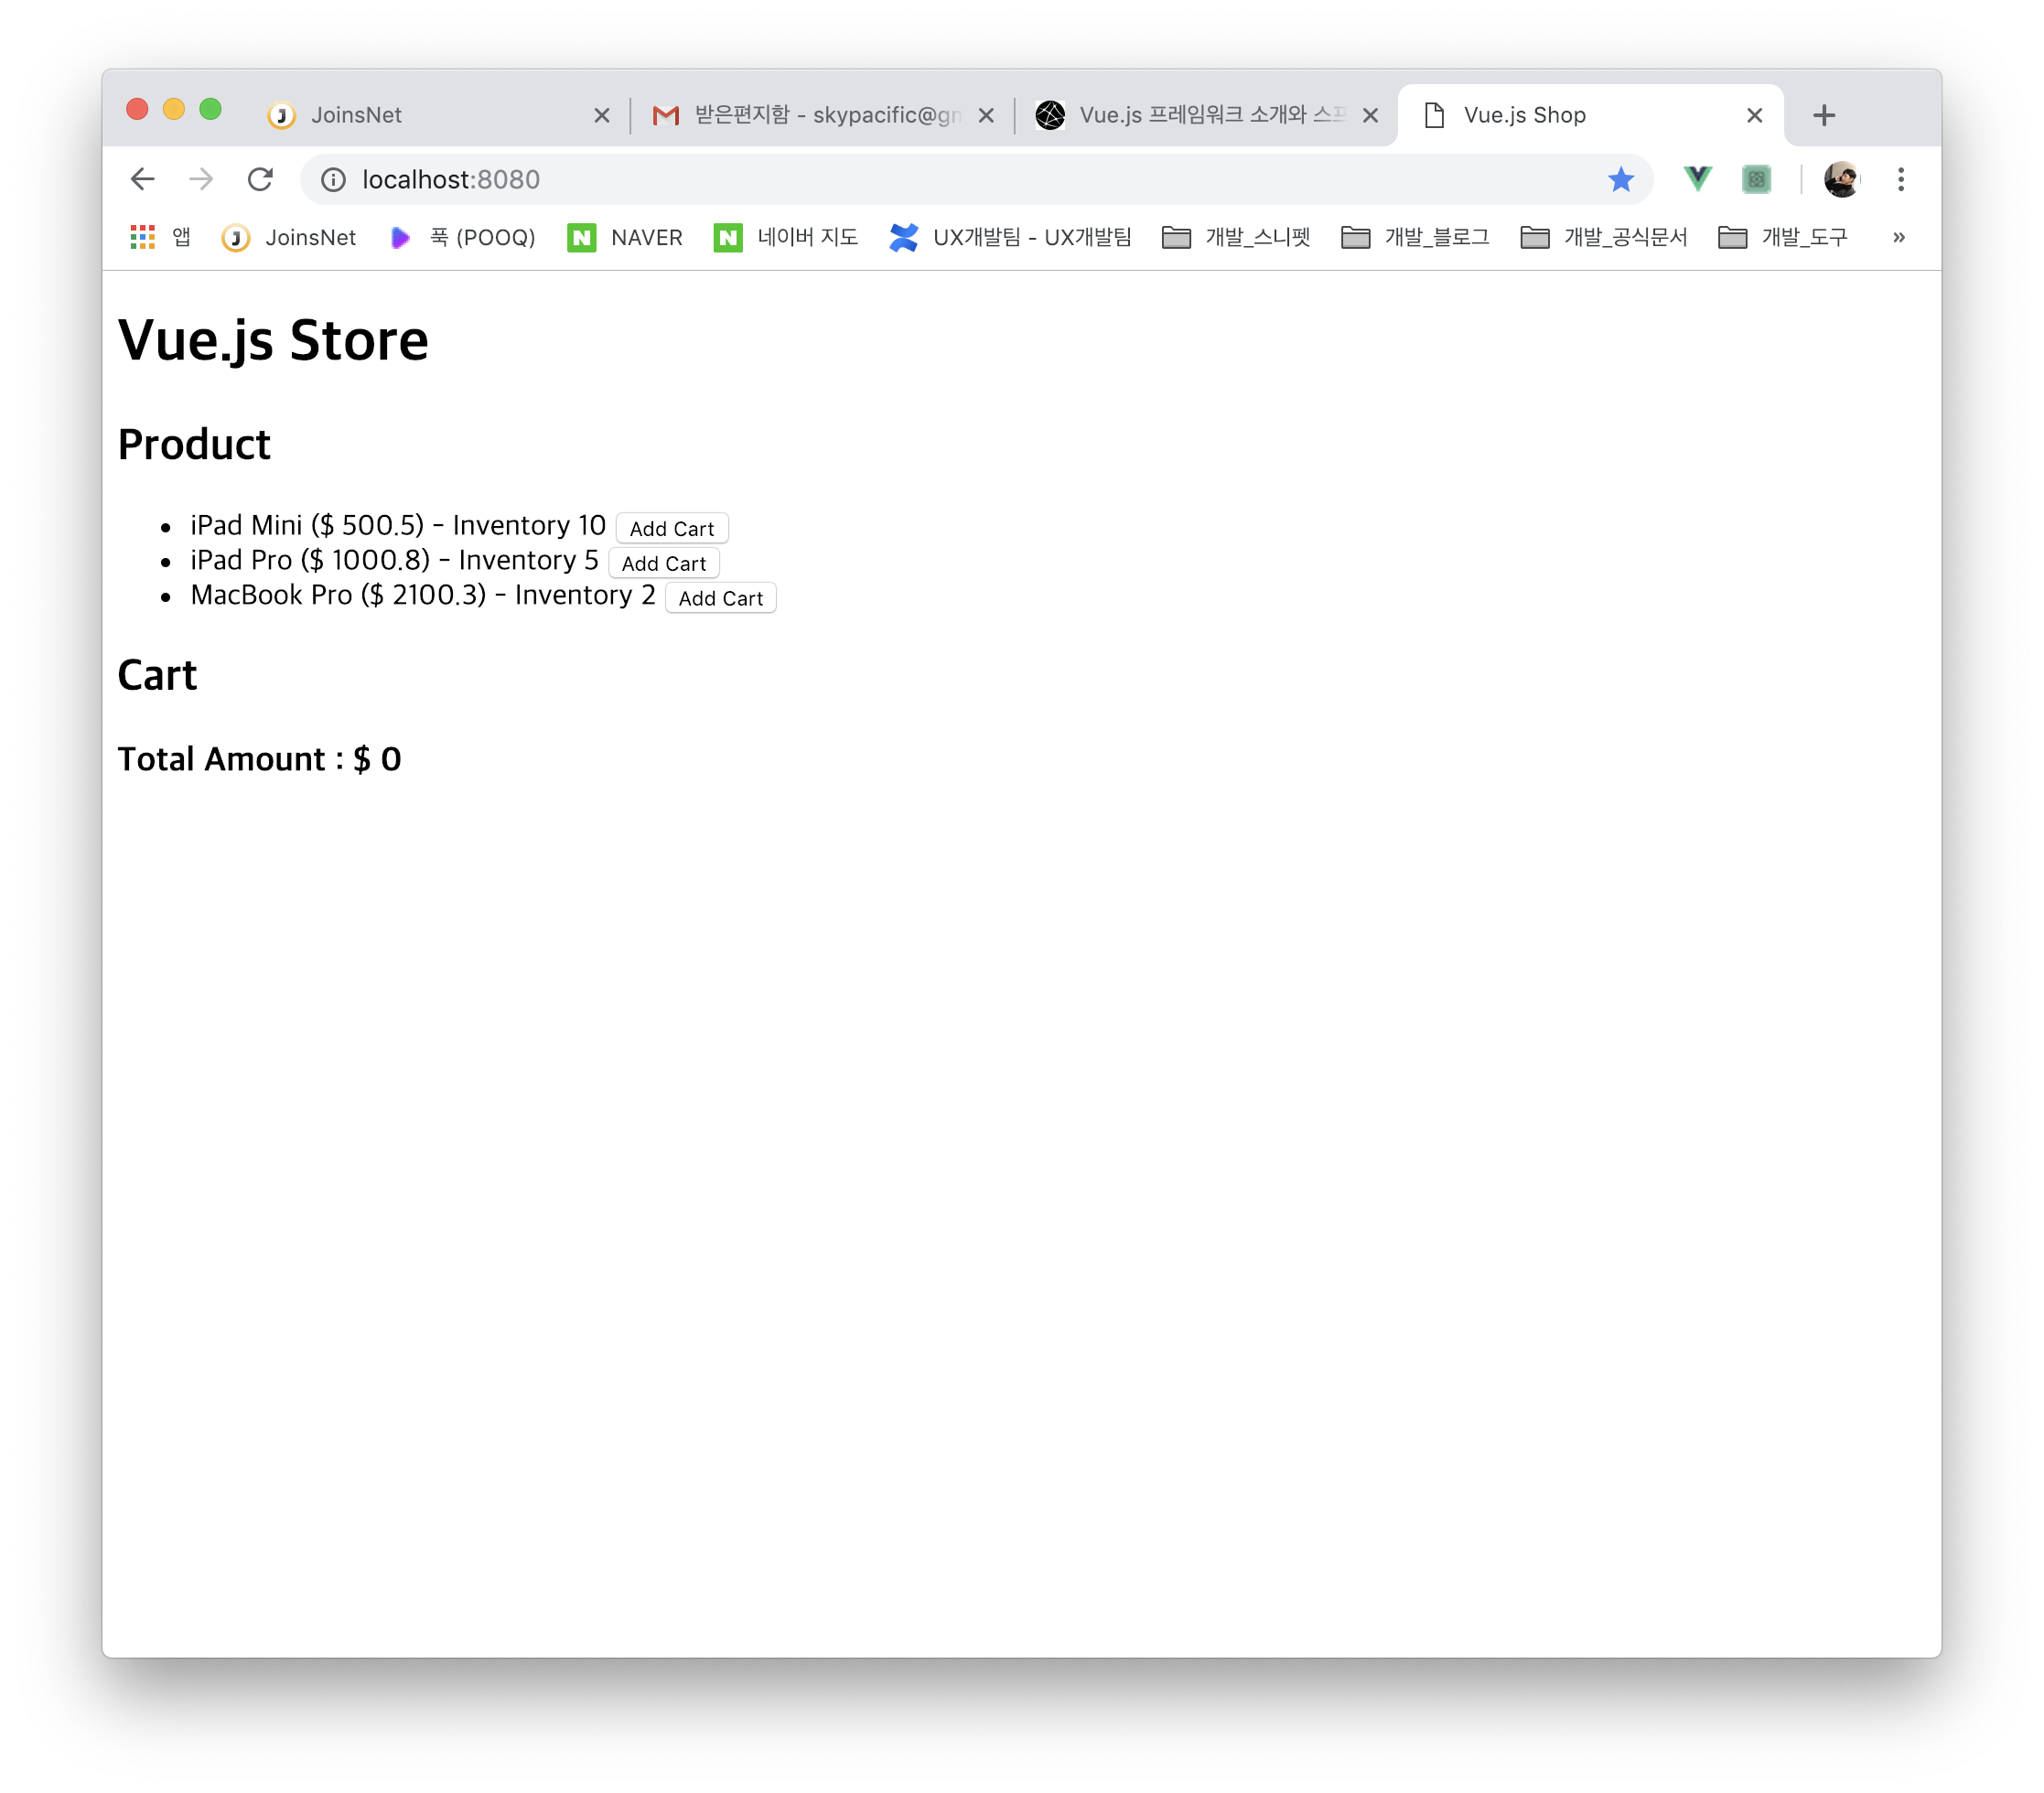 JoinsNet
받은편지함 - skypacific@gm
Vue.js 프레임워크 소개와
Vue.js Shop
localhost:8080
앱
JoinsNet
푹 (POOQ)
NAVER
네이버 지도
UX개발팀 - UX개발팀
개발_스니펫
개발_블로그
개발_공식문서
개발_도구
»
Vue.js Store
Product
• iPad Mini ($ 500.5) - Inventory 10 Add Cart
• iPad Pro ($ 1000.8) - Inventory 5 Add Cart
• MacBook Pro ($ 2100.3) - Inventory 2 Add Cart
Cart
Total Amount : $ 0